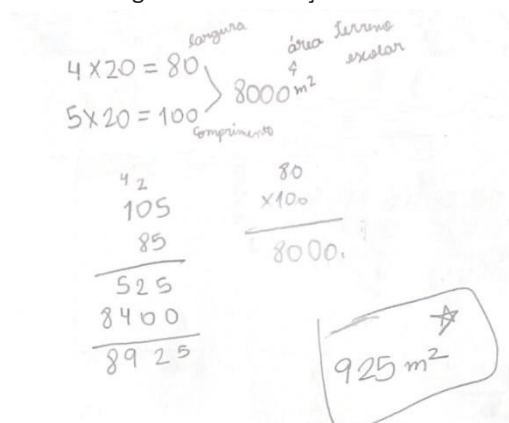 largura
4 x 20 = 80
área Terreno
escolar
8000 m²
5 x 20 = 100
comprimento
4 2
105
85
525
8400
8925
80
x100
8000.
925 m²